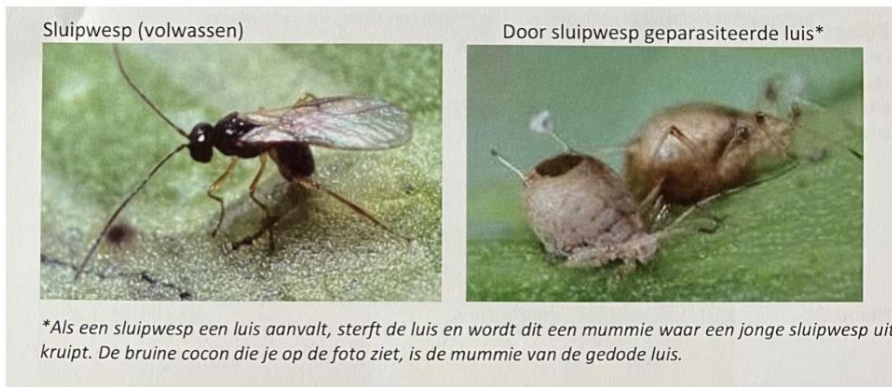 Sluipwesp (volwassen)
Door sluipwesp geparasiteerde luis*
*Als een sluipwesp een luis aanvalt, sterft de luis en wordt dit een mummie waar een jonge sluipwesp uit
kruipt. De bruine cocon die je op de foto ziet, is de mummie van de gedode luis.